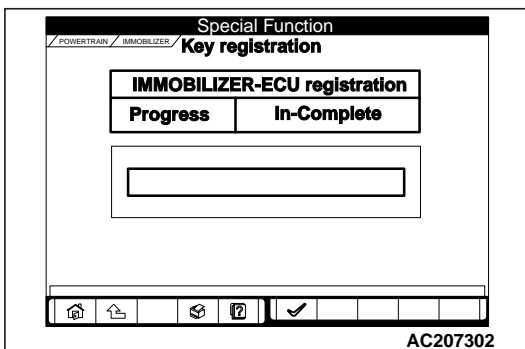 Special Function
POWERTRAIN IMMOBILIZER Key registration
IMMOBILIZER-ECU registration
Progress In-Complete
AC207302